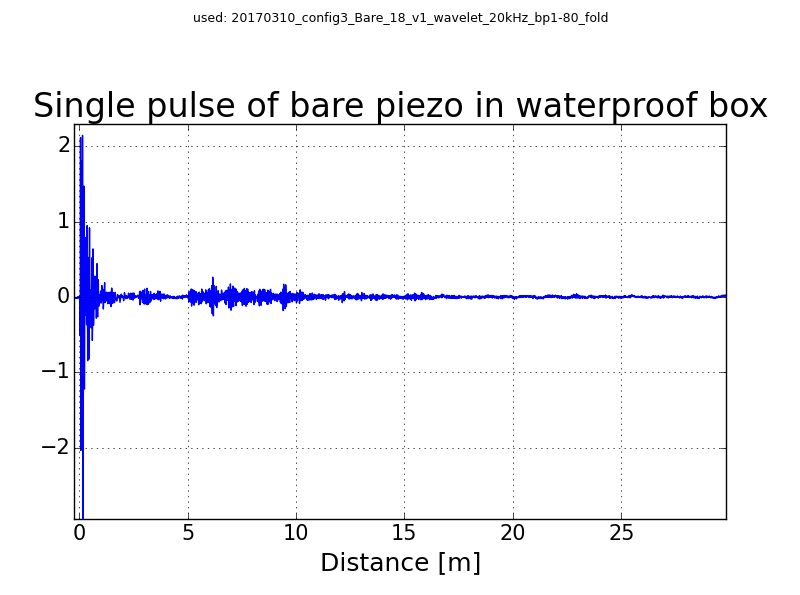 used: 20170310_config3_Bare_18_v1_wavelet_20kHz_bp1-80_fold
Single pulse of bare piezo in waterproof box
2
1
0
−1
−2
0 5 10 15 20 25
Distance [m]